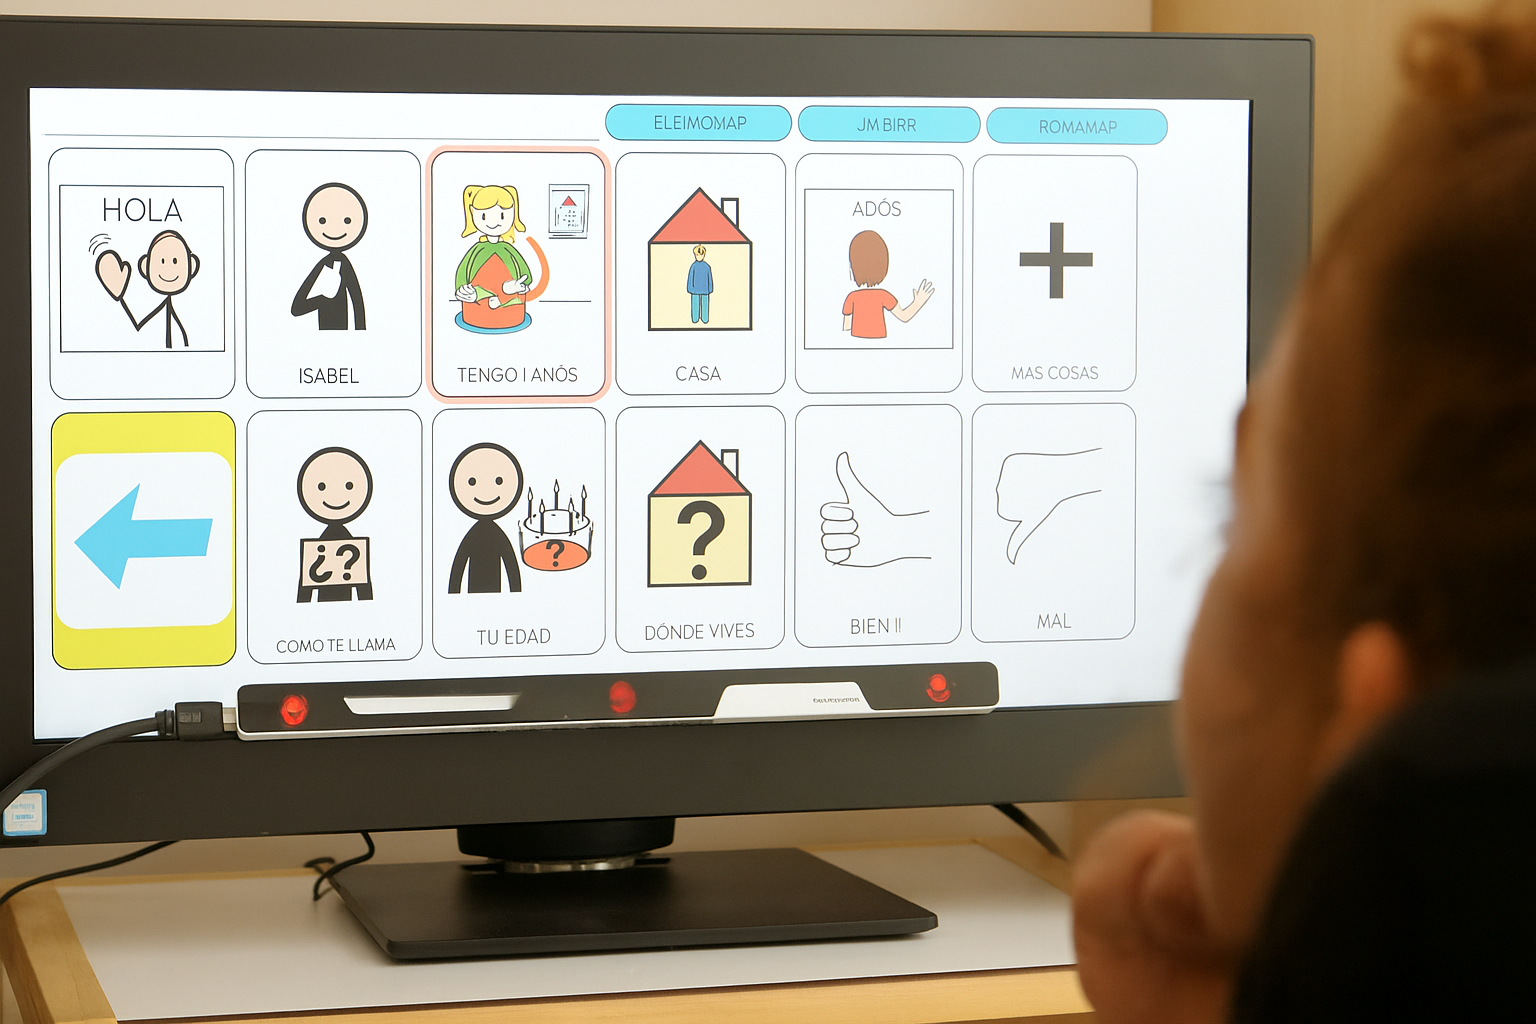 ELEIMOMAP
JM BIRR
ROMAMAP
HOLA
ISABEL
TENGO I ANÓS
CASA
ADÓS
MAS COSAS
¿?
COMO TE LLAMA
?
TU EDAD
?
DÓNDE VIVES
BIEN !!
MAL